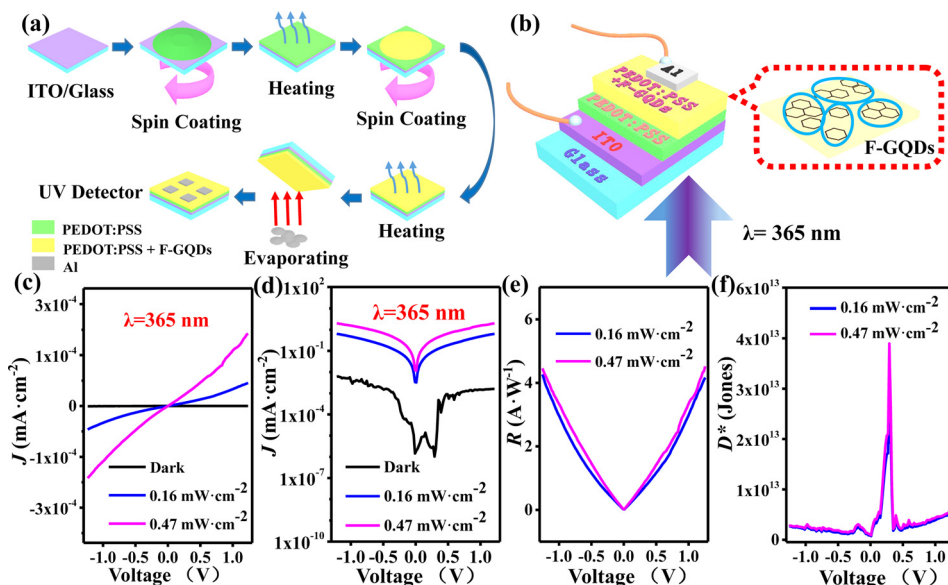 (a)
ITO/Glass
Spin Coating
Heating
Spin Coating
UV Detector
PEDOT:PSS
PEDOT:PSS + F-GQDs
Al
Evaporating
Heating
(b)
Al
PEDOT:PSS
+F-GQDs
PEDOT:PSS
ITO
Glass
F-GQDs
λ= 365 nm
(c)
J (mA·cm⁻²)
3x10⁻⁴
1x10⁻⁴
0
-1x10⁻⁴
-3x10⁻⁴
λ=365 nm
Dark
0.16 mW·cm⁻²
0.47 mW·cm⁻²
-1.0 -0.5 0.0 0.5 1.0
Voltage (V)
(d)
J (mA·cm⁻²)
1x10²
1x10⁻¹
1x10⁻⁴
1x10⁻⁷
1x10⁻¹⁰
λ=365 nm
Dark
0.16 mW·cm⁻²
0.47 mW·cm⁻²
-1.0 -0.5 0.0 0.5 1.0
Voltage (V)
(e)
R (A·W⁻¹)
6
4
2
0
0.16 mW·cm⁻²
0.47 mW·cm⁻²
-1.0 -0.5 0.0 0.5 1.0
Voltage (V)
(f)
D* (Jones)
6x10¹³
4x10¹³
3x10¹³
1x10¹³
0
0.16 mW·cm⁻²
0.47 mW·cm⁻²
-1.0 -0.5 0.0 0.5 1.0
Voltage (V)